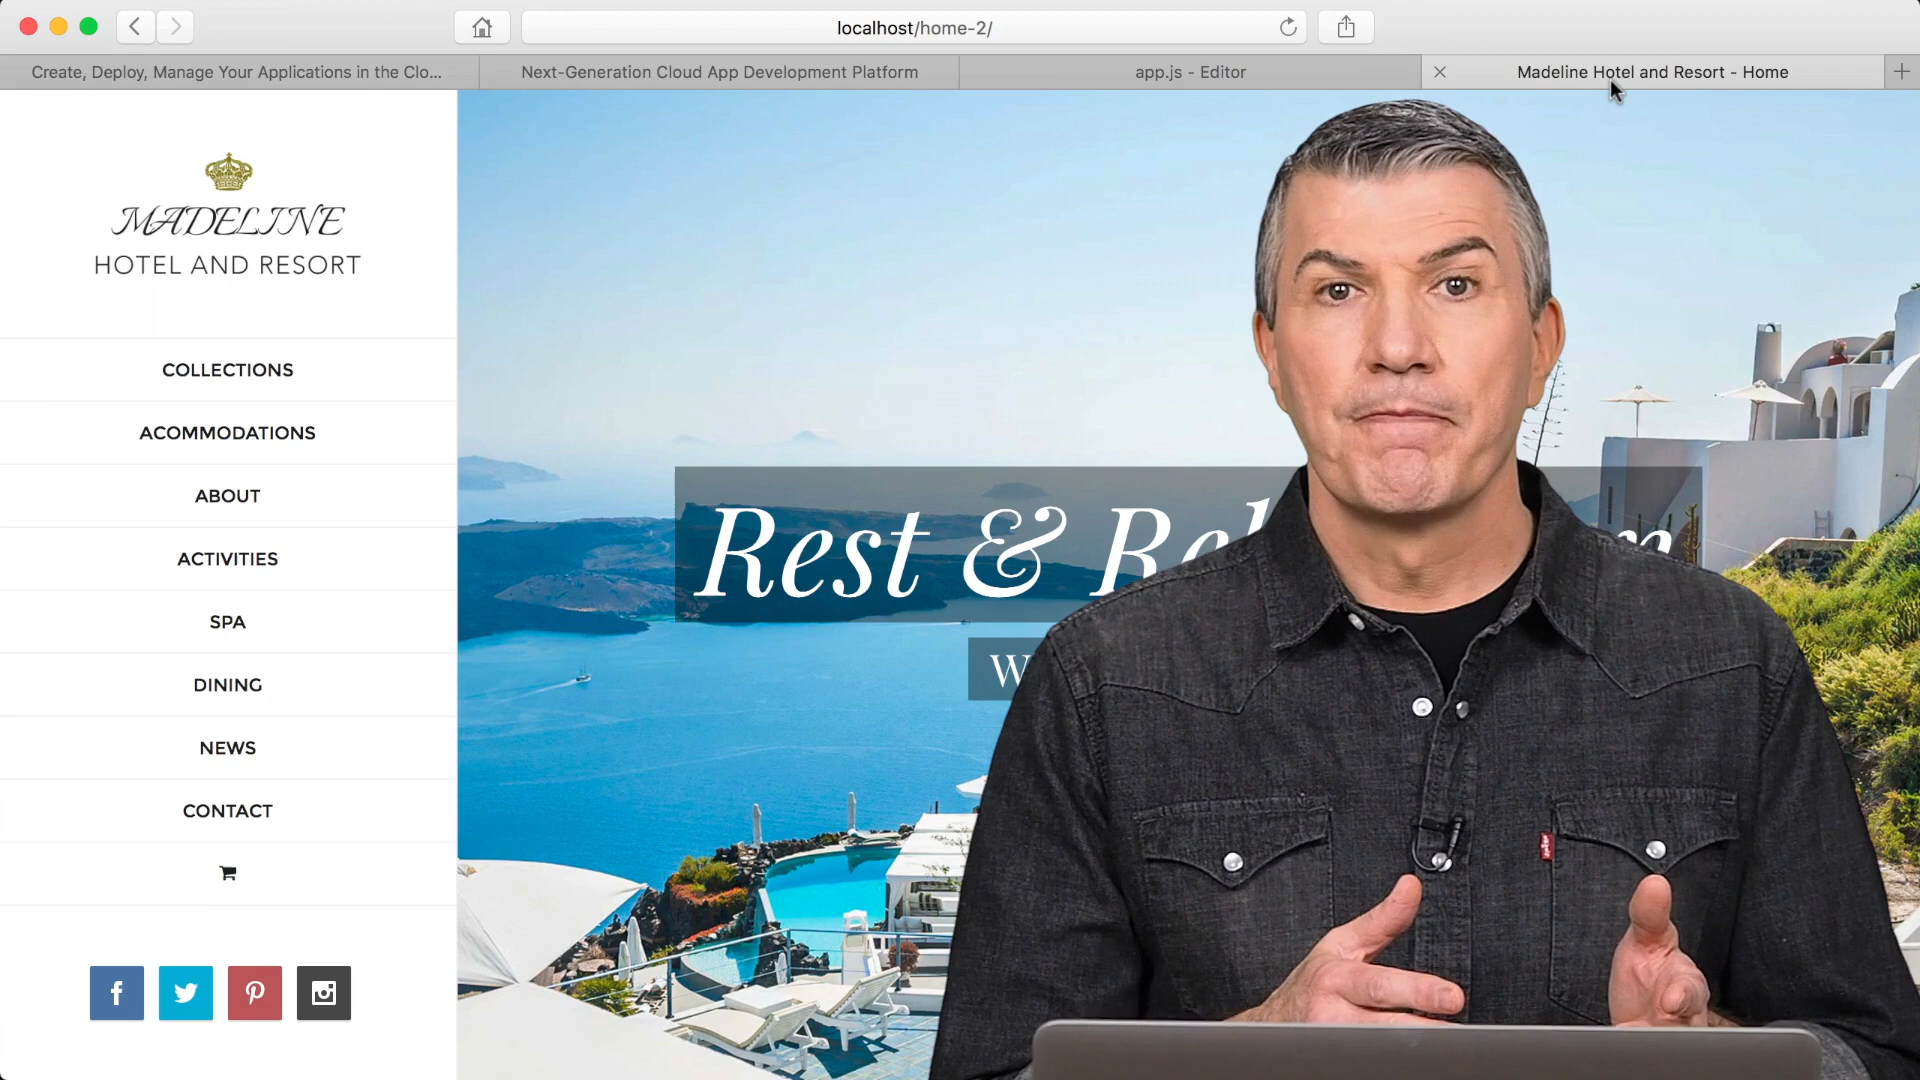 localhost/home-2/
Create, Deploy, Manage Your Applications in the Clo...
Next-Generation Cloud App Development Platform
app.js - Editor
Madeline Hotel and Resort - Home
MADELINE
HOTEL AND RESORT
COLLECTIONS
ACOMMODATIONS
ABOUT
ACTIVITIES
SPA
DINING
NEWS
CONTACT
Rest &